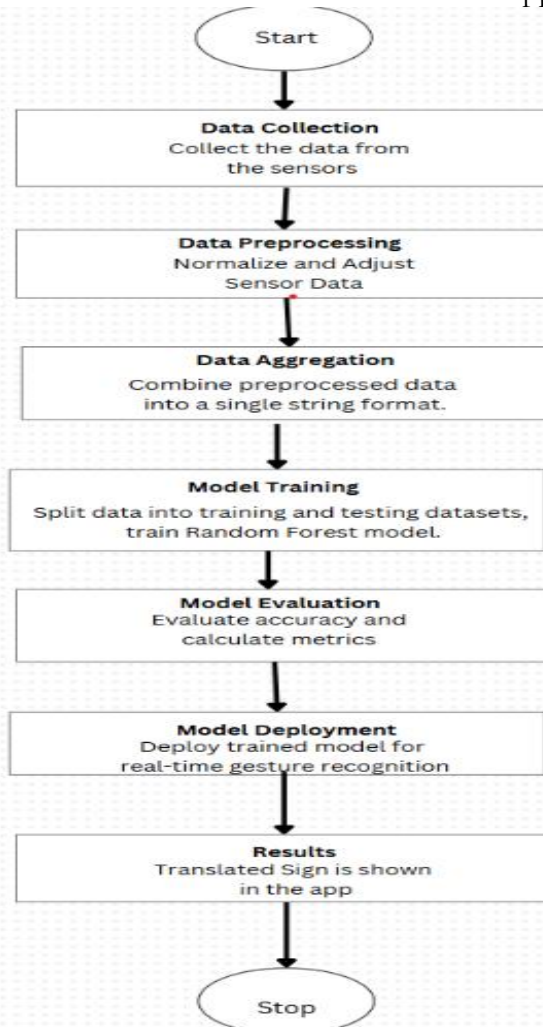 Start
Data Collection
Collect the data from
the sensors
Data Preprocessing
Normalize and Adjust
Sensor Data
Data Aggregation
Combine preprocessed data
into a single string format.
Model Training
Split data into training and testing datasets,
train Random Forest model.
Model Evaluation
Evaluate accuracy and
calculate metrics
Model Deployment
Deploy trained model for
real-time gesture recognition
Results
Translated Sign is shown
in the app
Stop